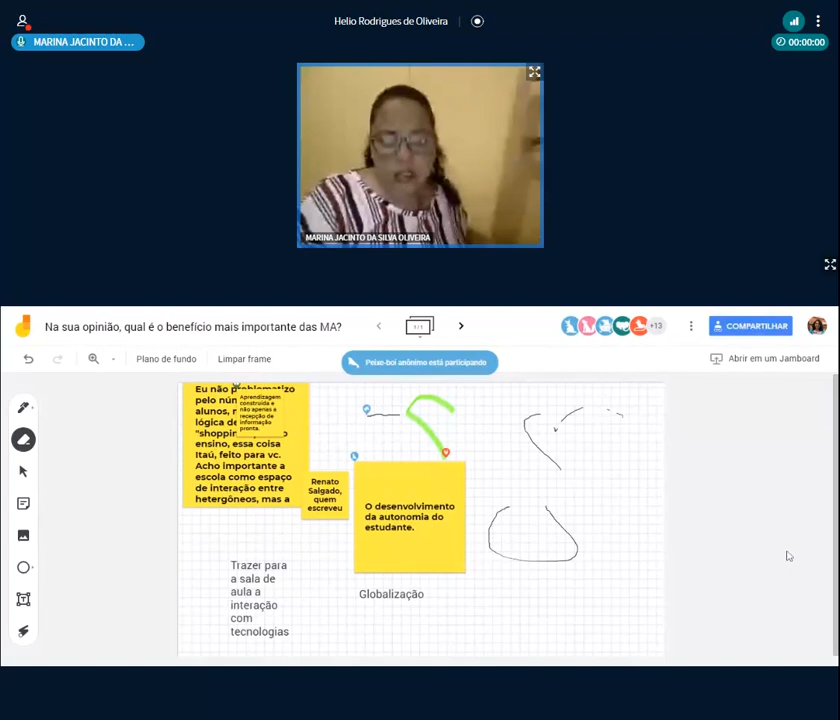 Helio Rodrigues de Oliveira
MARINA JACINTO DA ...
00:00:00
MARINA JACINTO DA SILVA OLIVEIRA
Na sua opinião, qual é o benefício mais importante das MA?
1/1
+13
COMPARTILHAR
Plano de fundo
Limpar frame
Peixe-boi anônimo está participando
Abrir em um Jamboard
Eu não problematizo
pelo núm
alunos, n
lógica de
"shoppin
ensino, essa coisa
Itaú, feito para vc.
Acho importante a
escola como espaço
de interação entre
hetergôneos, mas a
Aprendizagem
construída e
não apenas a
recepção de
informação
pronta.
Renato
Salgado,
quem
escreveu
O desenvolvimento
da autonomia do
estudante.
Trazer para
a sala de
aula a
interação
com
tecnologias
Globalização